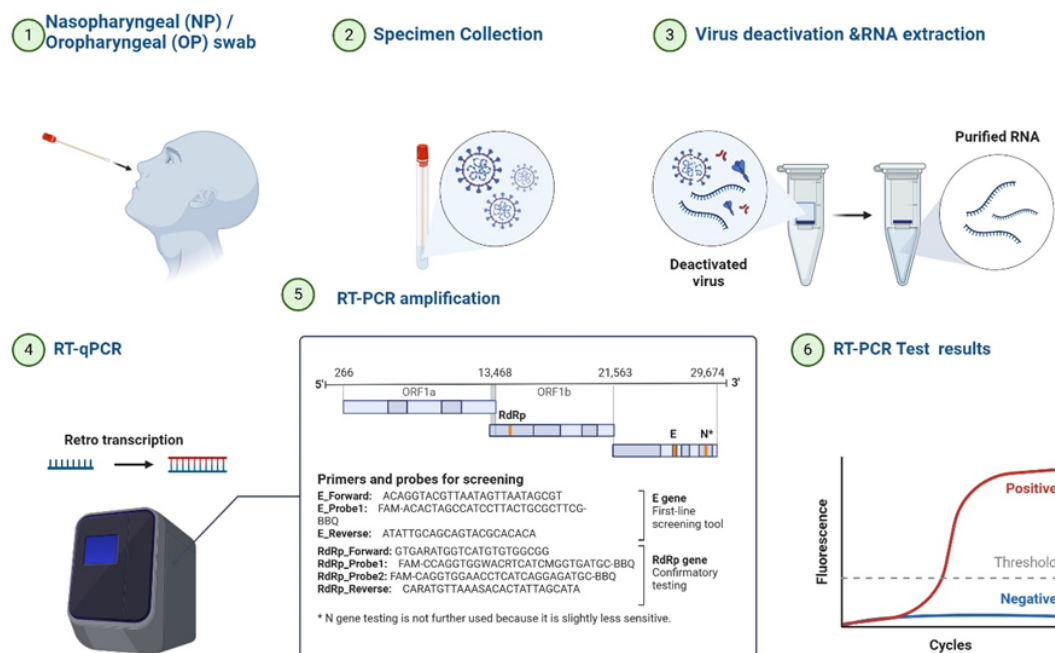 1 Nasopharyngeal (NP) /
Oropharyngeal (OP) swab
2 Specimen Collection
3 Virus deactivation &RNA extraction
Purified RNA
Deactivated
virus
5 RT-PCR amplification
4 RT-qPCR
Retro transcription
266 13,468 21,563 29,674
5' 3'
ORF1a ORF1b
RdRp
E N*
Primers and probes for screening
E_Forward: ACAGGTACGTTAATAGTTAATAGCGT
E_Probe1: FAM-ACACTAGCCATCCTTACTGCGCTTCG-
BBQ
E_Reverse: ATATTGCAGCAGTACGCACACA
E gene
First-line
screening tool
RdRp_Forward: GTGARATGGTCATGTGTGGCGG
RdRp_Probe1: FAM-CCAGGTGGWACRTCATCMGGTGATGC-BBQ
RdRp_Probe2: FAM-CAGGTGGAACCTCATCAGGAGATGC-BBQ
RdRp_Reverse: CARATGTTAAASACACTATTAGCATA
RdRp gene
Confirmatory
testing
* N gene testing is not further used because it is slightly less sensitive.
6 RT-PCR Test results
Fluorescence
Positive
Threshold
Negative
Cycles